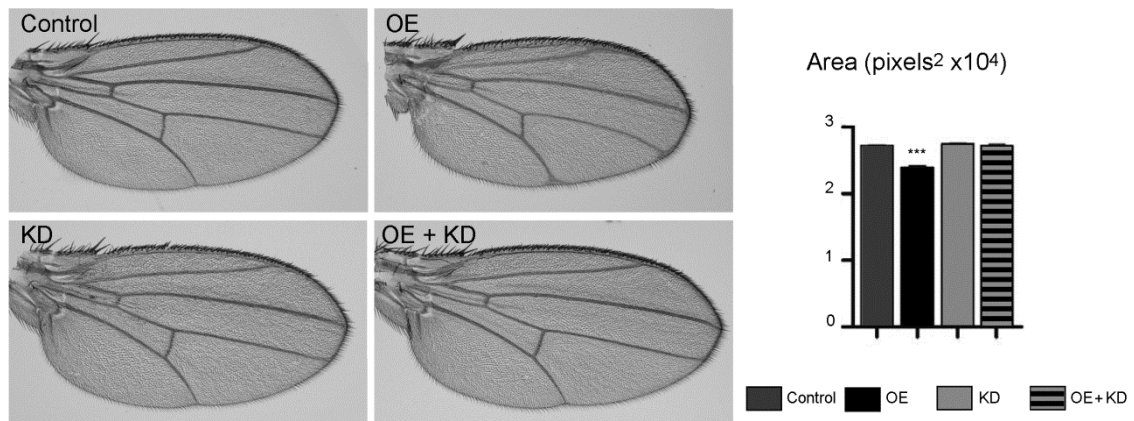 Control
OE
KD
OE + KD
Area (pixels² x10⁴)
3
***
2
1
0
Control OE KD OE+KD